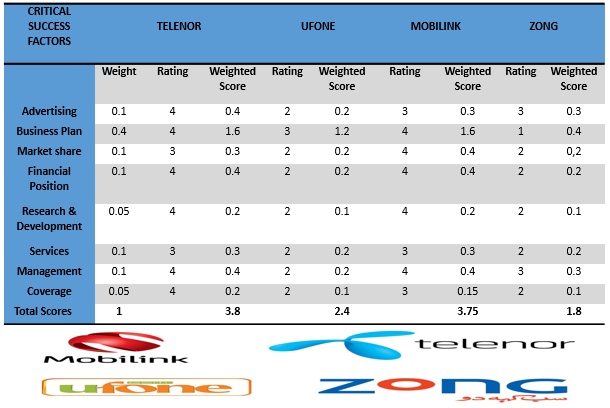 CRITICAL
SUCCESS
FACTORS
TELENOR UFONE MOBILINK ZONG
Weight Rating Weighted Score Rating Weighted Score Rating Weighted Score Rating Weighted Score
Advertising 0.1 4 0.4 2 0.2 3 0.3 3 0.3
Business Plan 0.4 4 1.6 3 1.2 4 1.6 1 0.4
Market share 0.1 3 0.3 2 0.2 4 0.4 2 0,2
Financial Position 0.1 4 0.4 2 0.2 4 0.4 2 0.2
Research & Development 0.05 4 0.2 2 0.1 4 0.2 2 0.1
Services 0.1 3 0.3 2 0.2 3 0.3 2 0.2
Management 0.1 4 0.4 2 0.2 4 0.4 3 0.3
Coverage 0.05 4 0.2 2 0.1 3 0.15 2 0.1
Total Scores 1 3.8 2.4 3.75 1.8
Mobilink telenor
ufone ZONG
سب کہہ دو